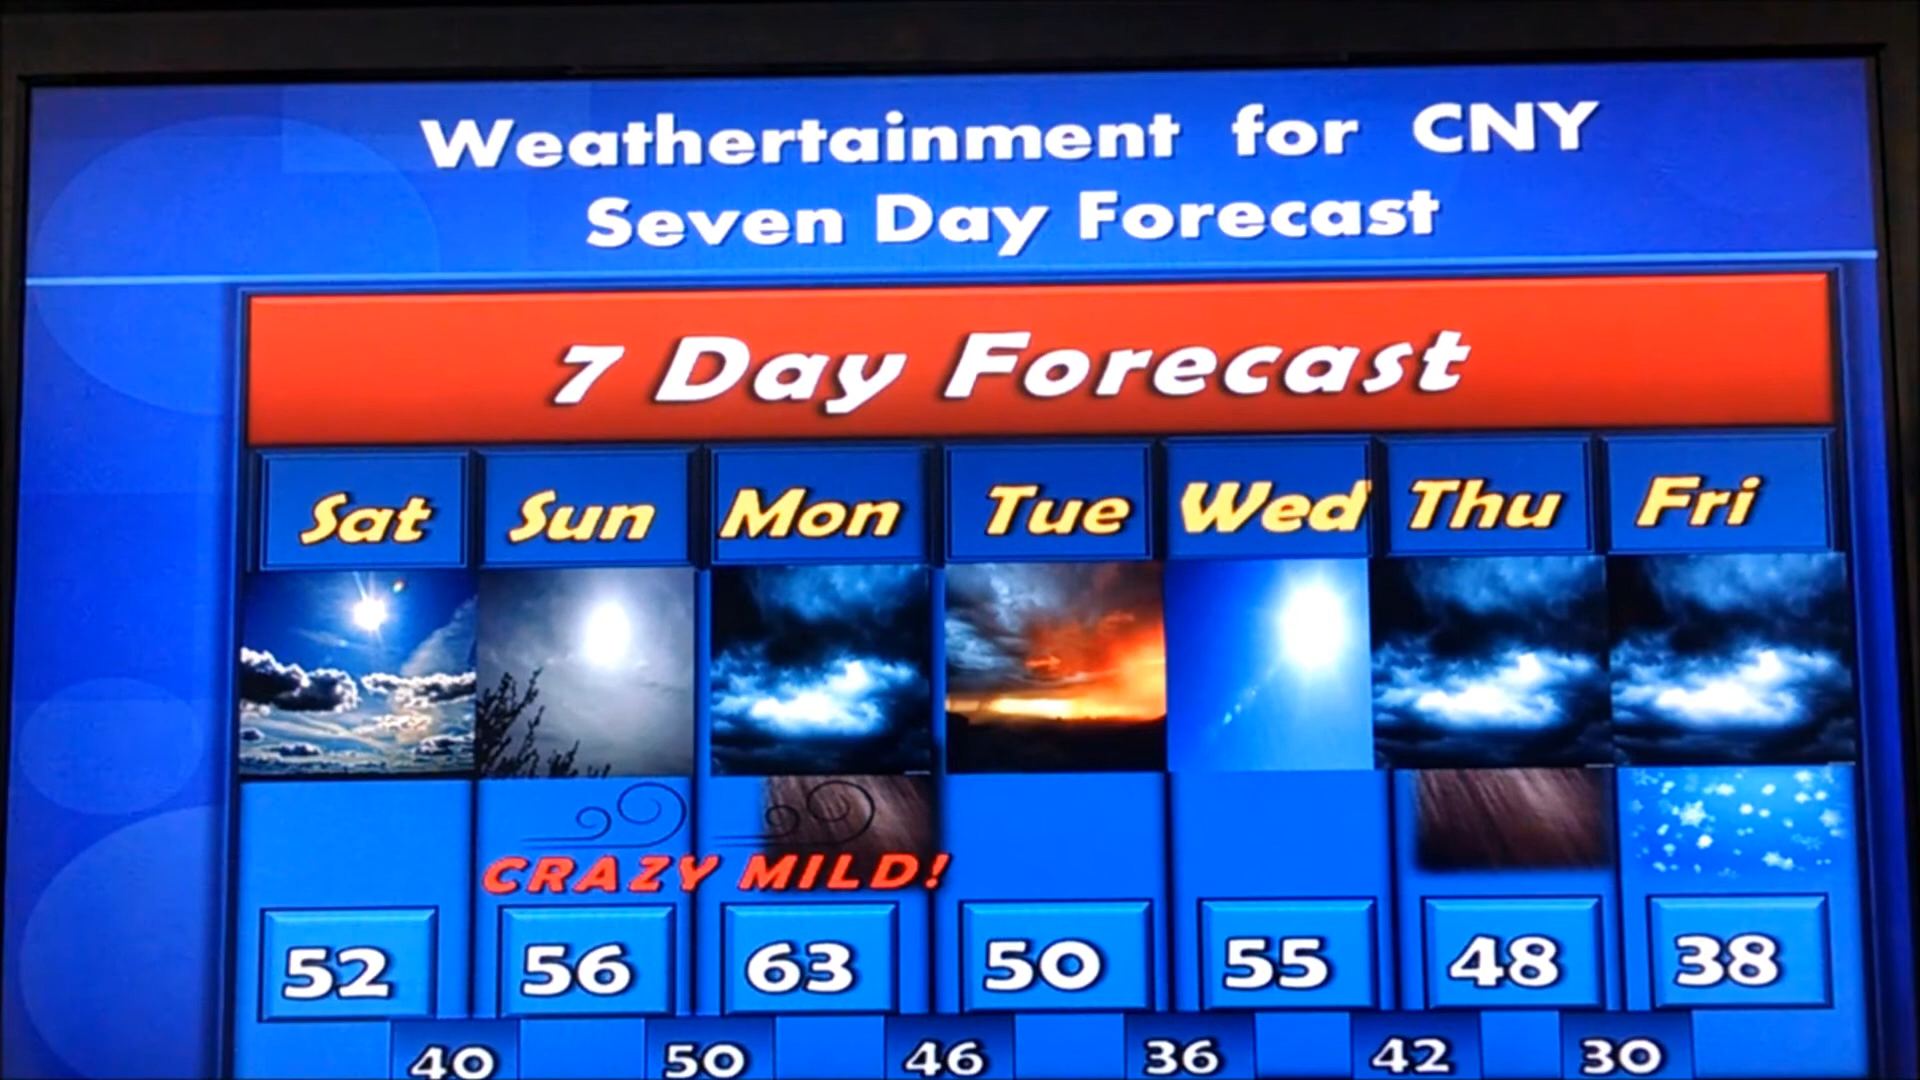 Weathertainment for CNY
Seven Day Forecast
7 Day Forecast
Sat Sun Mon Tue Wed Thu Fri
CRAZY MILD!
52 56 63 50 55 48 38
40 50 46 36 42 30